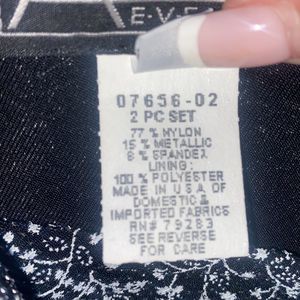 E·V·E
07656-02
2 PC SET
77% NYLON
15% METALLIC
8% SPANDEX
LINING:
100% POLYESTER
MADE IN U.S.A. OF
DOMESTIC &
IMPORTED FABRICS
RN# 79283
SEE REVERSE
FOR CARE